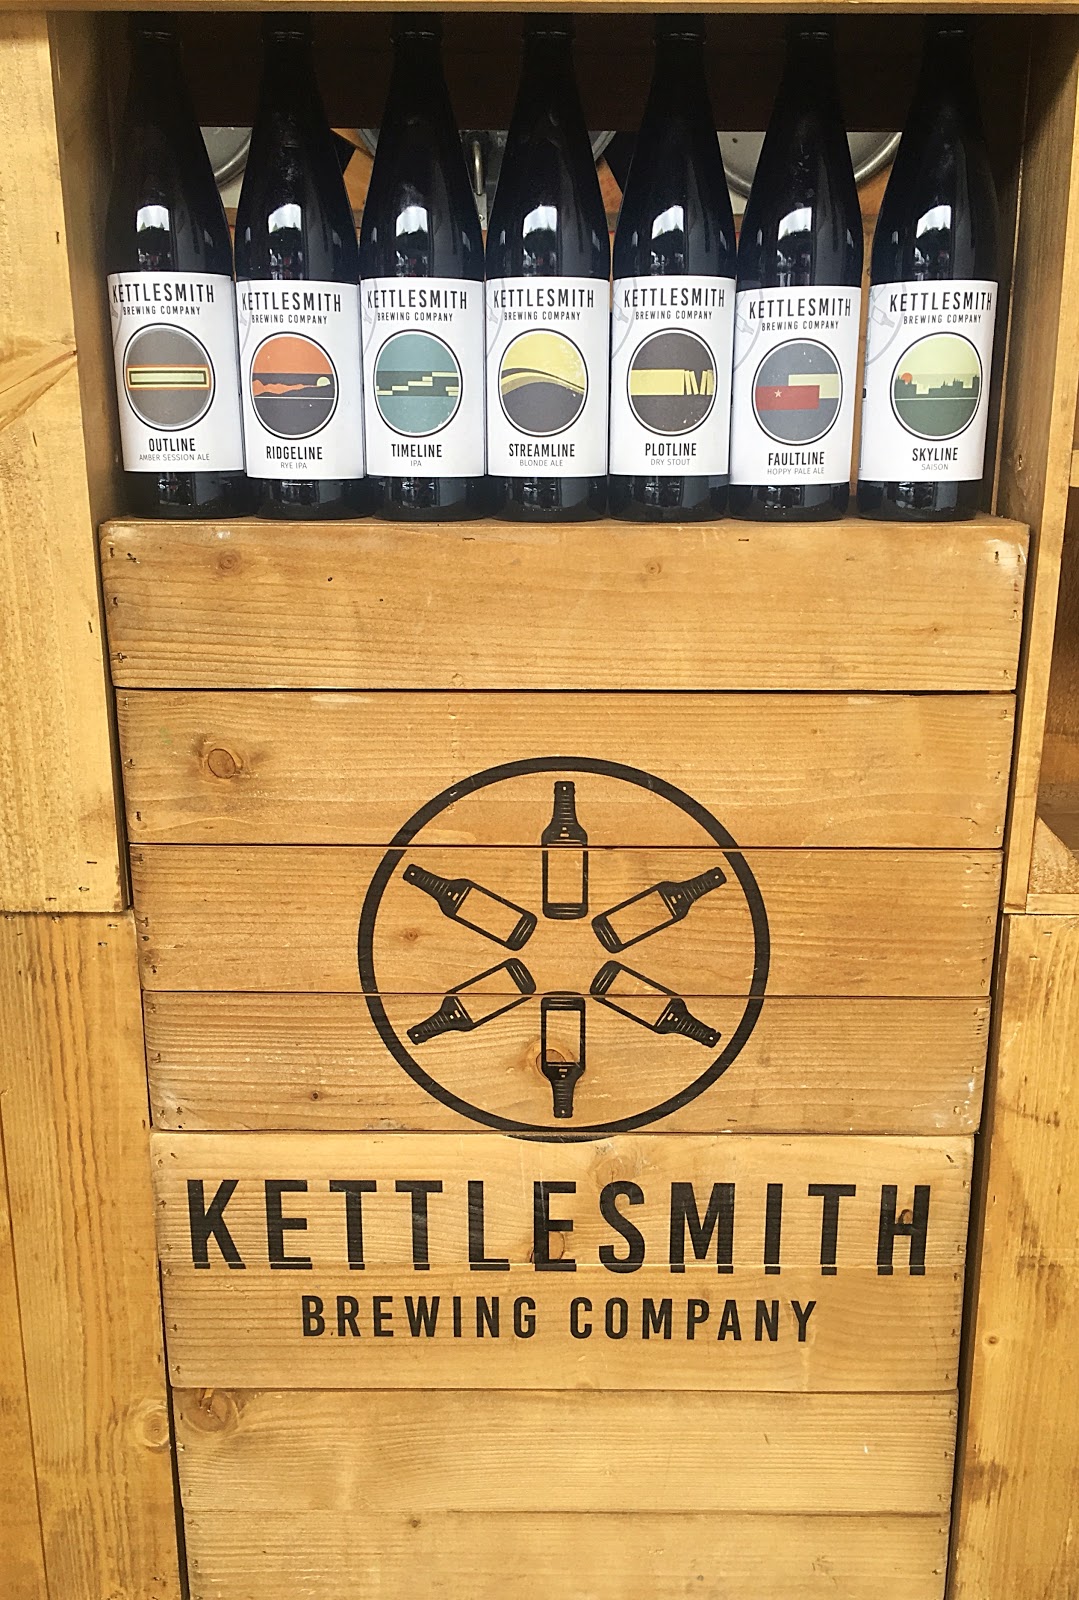 KETTLESMITH
BREWING COMPANY
OUTLINE
AMBER SESSION ALE
KETTLESMITH
BREWING COMPANY
RIDGELINE
RYE IPA
KETTLESMITH
BREWING COMPANY
TIMELINE
IPA
KETTLESMITH
BREWING COMPANY
STREAMLINE
BLONDE ALE
KETTLESMITH
BREWING COMPANY
PLOTLINE
DRY STOUT
KETTLESMITH
BREWING COMPANY
FAULTLINE
HOPPY PALE ALE
KETTLESMITH
BREWING COMPANY
SKYLINE
SAISON
KETTLESMITH
BREWING COMPANY